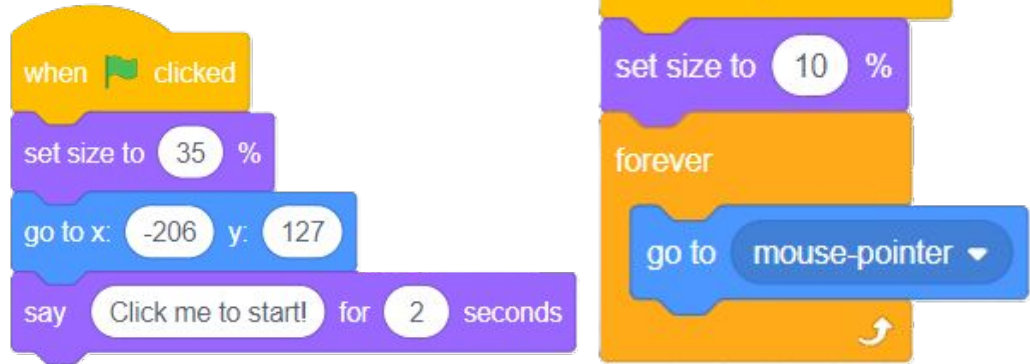 when clicked
set size to 35 %
go to x: -206 y: 127
say Click me to start! for 2 seconds
set size to 10 %
forever
go to mouse-pointer